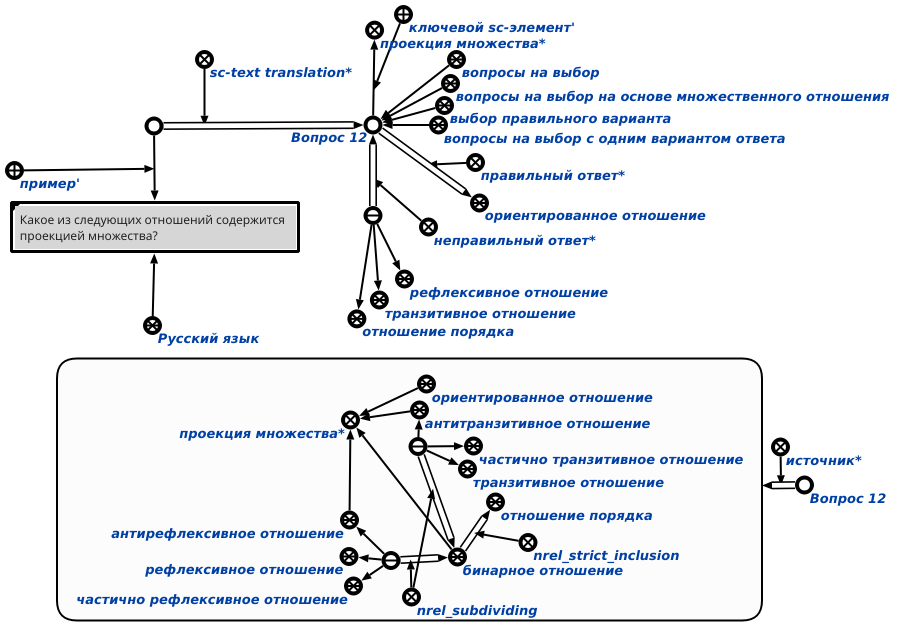 ключевой sc-элемент'
проекция множества*
sc-text translation*
вопросы на выбор
вопросы на выбор на основе множественного отношения
выбор правильного варианта
Вопрос 12
вопросы на выбор с одним вариантом ответа
правильный ответ*
пример'
ориентированное отношение
Какое из следующих отношений содержится
проекцией множества?
неправильный ответ*
рефлексивное отношение
транзитивное отношение
отношение порядка
Русский язык
ориентированное отношение
антитранзитивное отношение
проекция множества*
частично транзитивное отношение
источник*
транзитивное отношение
Вопрос 12
отношение порядка
антирефлексивное отношение
nrel_strict_inclusion
рефлексивное отношение
бинарное отношение
частично рефлексивное отношение
nrel_subdividing